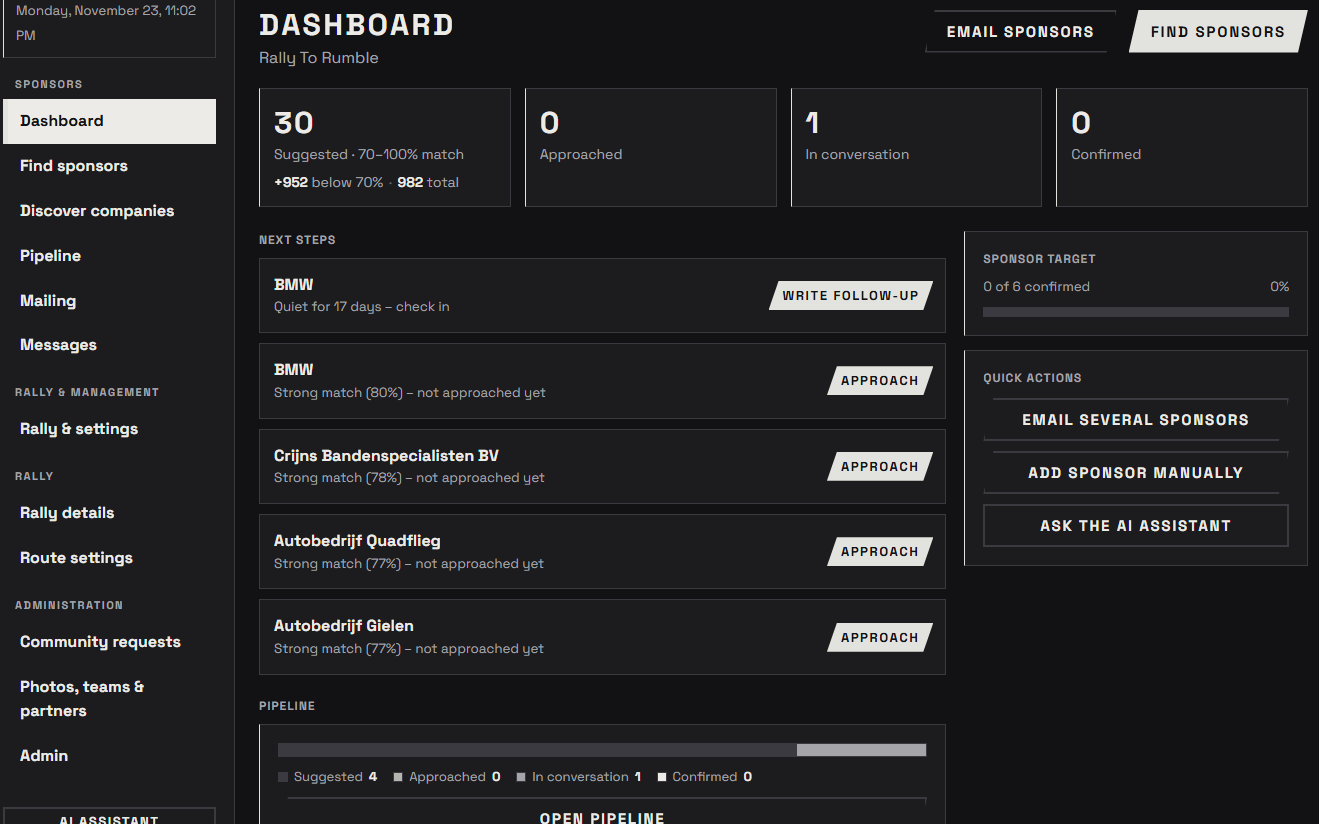 Monday, November 23, 11:02
PM
SPONSORS
Dashboard
Find sponsors
Discover companies
Pipeline
Mailing
Messages
RALLY & MANAGEMENT
Rally & settings
RALLY
Rally details
Route settings
ADMINISTRATION
Community requests
Photos, teams &
partners
Admin
AI ASSISTANT
DASHBOARD
Rally To Rumble
EMAIL SPONSORS
FIND SPONSORS
30
Suggested · 70–100% match
+952 below 70% · 982 total
0
Approached
1
In conversation
0
Confirmed
NEXT STEPS
BMW
Quiet for 17 days – check in
WRITE FOLLOW-UP
BMW
Strong match (80%) – not approached yet
APPROACH
Crijns Bandenspecialisten BV
Strong match (78%) – not approached yet
APPROACH
Autobedrijf Quadflieg
Strong match (77%) – not approached yet
APPROACH
Autobedrijf Gielen
Strong match (77%) – not approached yet
APPROACH
PIPELINE
Suggested 4 Approached 0 In conversation 1 Confirmed 0
OPEN PIPELINE
SPONSOR TARGET
0 of 6 confirmed 0%
QUICK ACTIONS
EMAIL SEVERAL SPONSORS
ADD SPONSOR MANUALLY
ASK THE AI ASSISTANT